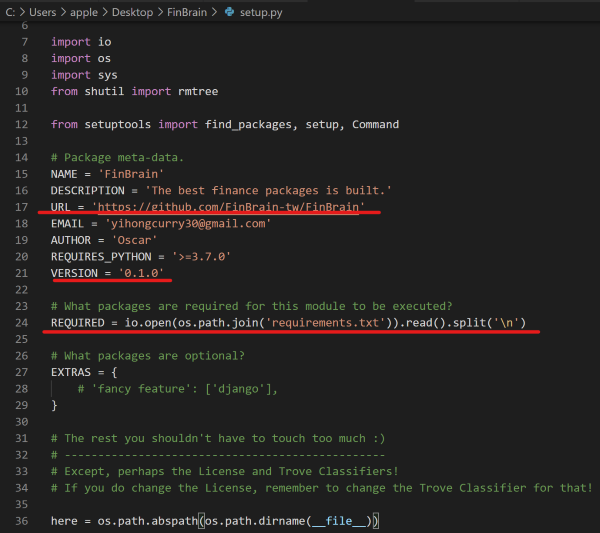 C: > Users > apple > Desktop > FinBrain > setup.py
6
7 import io
8 import os
9 import sys
10 from shutil import rmtree
11
12 from setuptools import find_packages, setup, Command
13
14 # Package meta-data.
15 NAME = 'FinBrain'
16 DESCRIPTION = 'The best finance packages is built.'
17 URL = 'https://github.com/FinBrain-tw/FinBrain'
18 EMAIL = 'yihongcurry30@gmail.com'
19 AUTHOR = 'Oscar'
20 REQUIRES_PYTHON = '>=3.7.0'
21 VERSION = '0.1.0'
22
23 # What packages are required for this module to be executed?
24 REQUIRED = io.open(os.path.join('requirements.txt')).read().split('\n')
25
26 # What packages are optional?
27 EXTRAS = {
28 # 'fancy feature': ['django'],
29 }
30
31 # The rest you shouldn't have to touch too much :)
32 # ------------------------------------------------
33 # Except, perhaps the License and Trove Classifiers!
34 # If you do change the License, remember to change the Trove Classifier for that!
35
36 here = os.path.abspath(os.path.dirname(__file__))